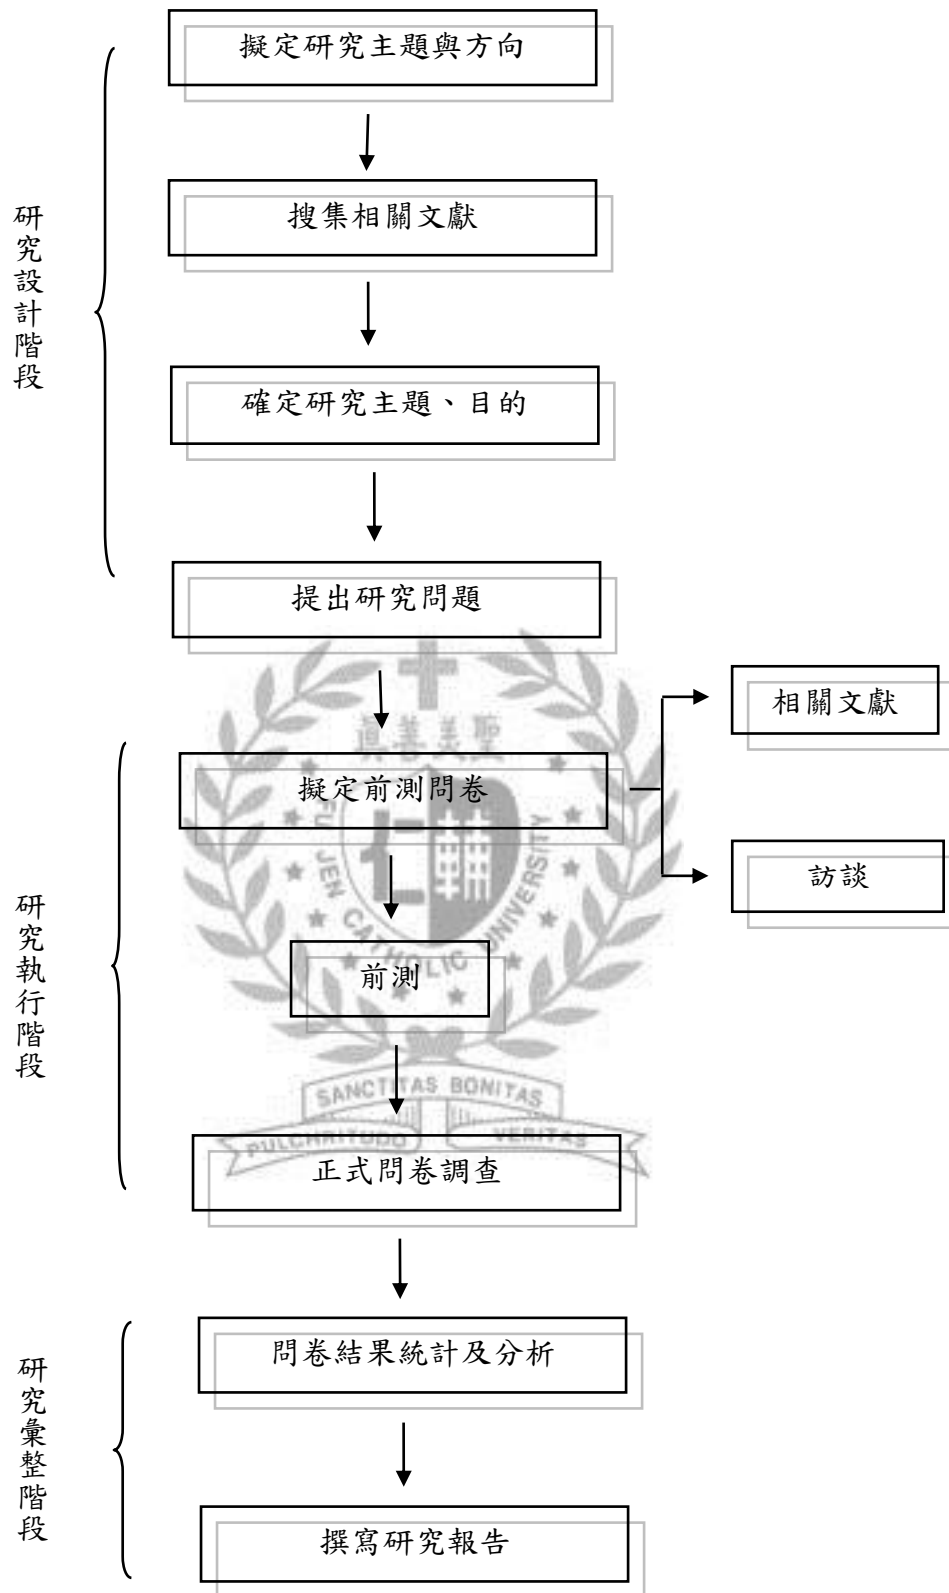 擬定研究主題與方向
搜集相關文獻
確定研究主題、目的
提出研究問題
研究設計階段
擬定前測問卷
相關文獻
訪談
前測
正式問卷調查
研究執行階段
問卷結果統計及分析
撰寫研究報告
研究彙整階段
真善美聖
FU JEN CATHOLIC UNIVERSITY
SANCTITAS BONITAS
PULCHRITUDO VERITAS